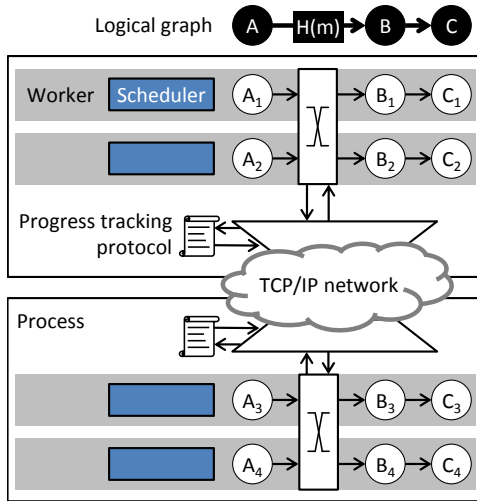 Logical graph A H(m) B C
Worker Scheduler A₁ B₁ C₁
A₂ B₂ C₂
Progress tracking
protocol
TCP/IP network
Process
A₃ B₃ C₃
A₄ B₄ C₄